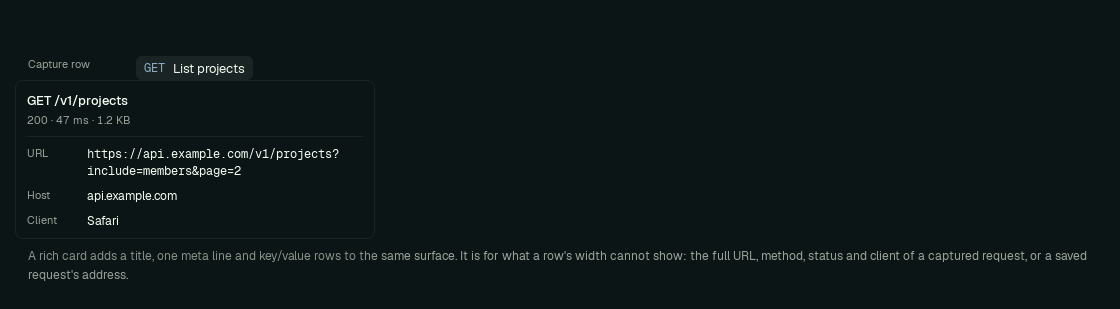 Capture row
GET List projects
GET /v1/projects
200 · 47 ms · 1.2 KB
URL https://api.example.com/v1/projects?
include=members&page=2
Host api.example.com
Client Safari
A rich card adds a title, one meta line and key/value rows to the same surface. It is for what a row's width cannot show: the full URL, method, status and client of a captured request, or a saved
request's address.